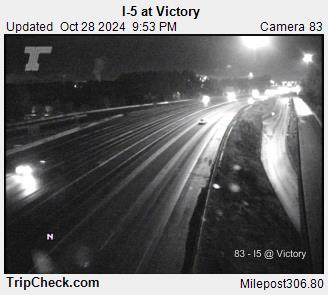 I-5 at Victory
Updated Oct 28 2024 9:53 PM Camera 83
T
N
83 - I5 @ Victory
TripCheck.com Milepost306.80